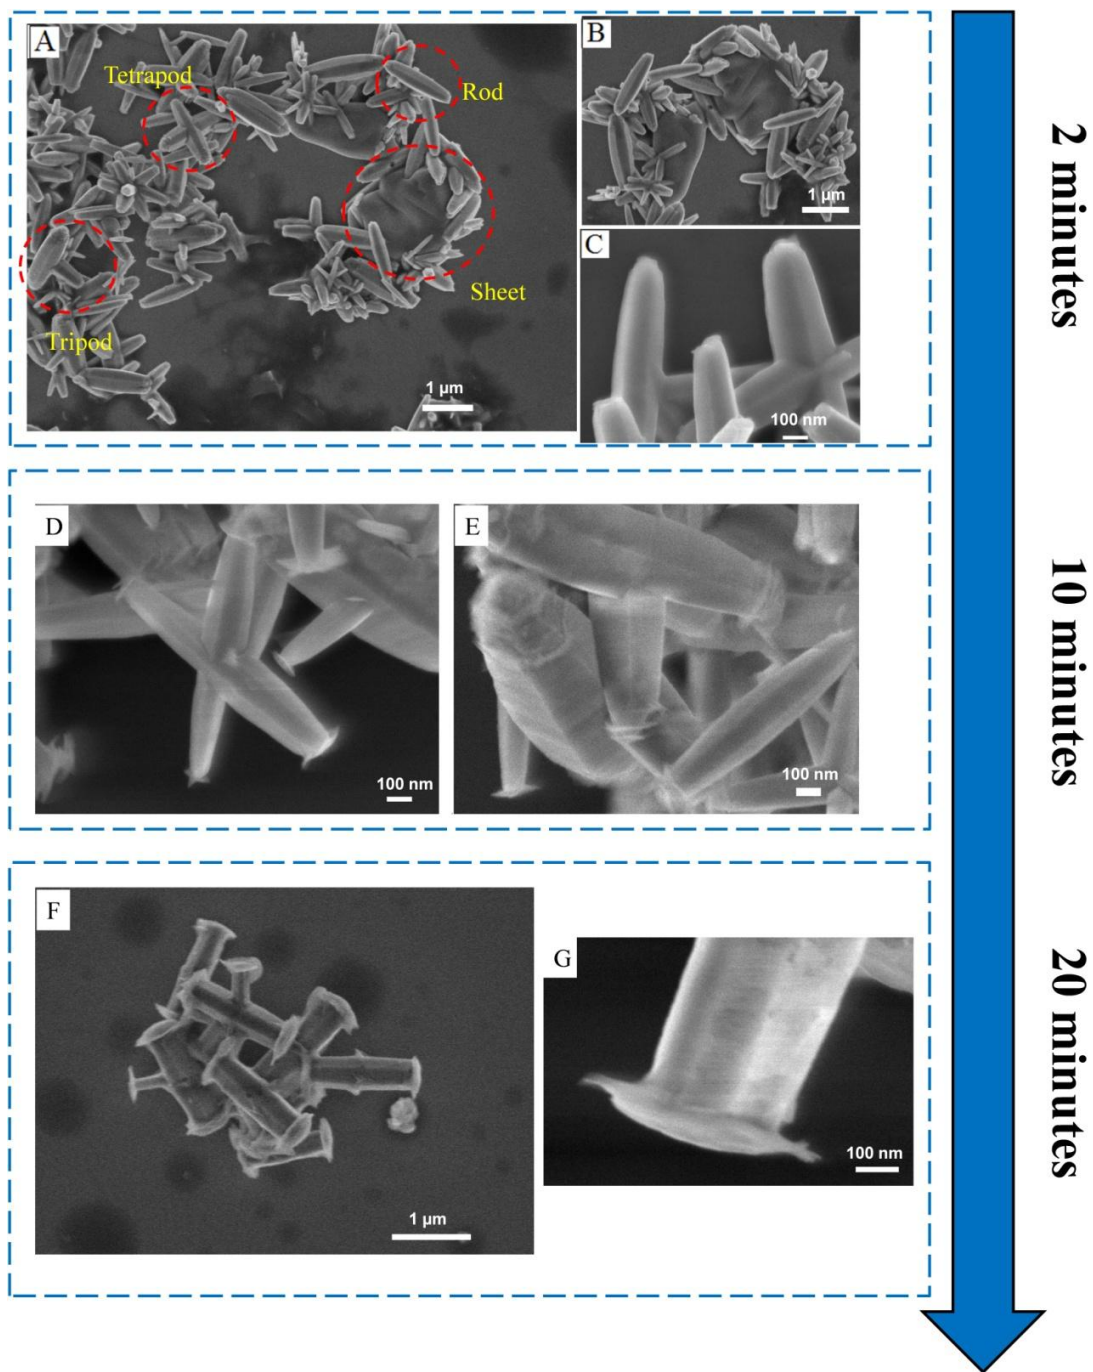 A
Tetrapod
Rod
Sheet
Tripod
1 µm
B
1 µm
C
100 nm
2 minutes
D
100 nm
E
100 nm
10 minutes
F
1 µm
G
100 nm
20 minutes